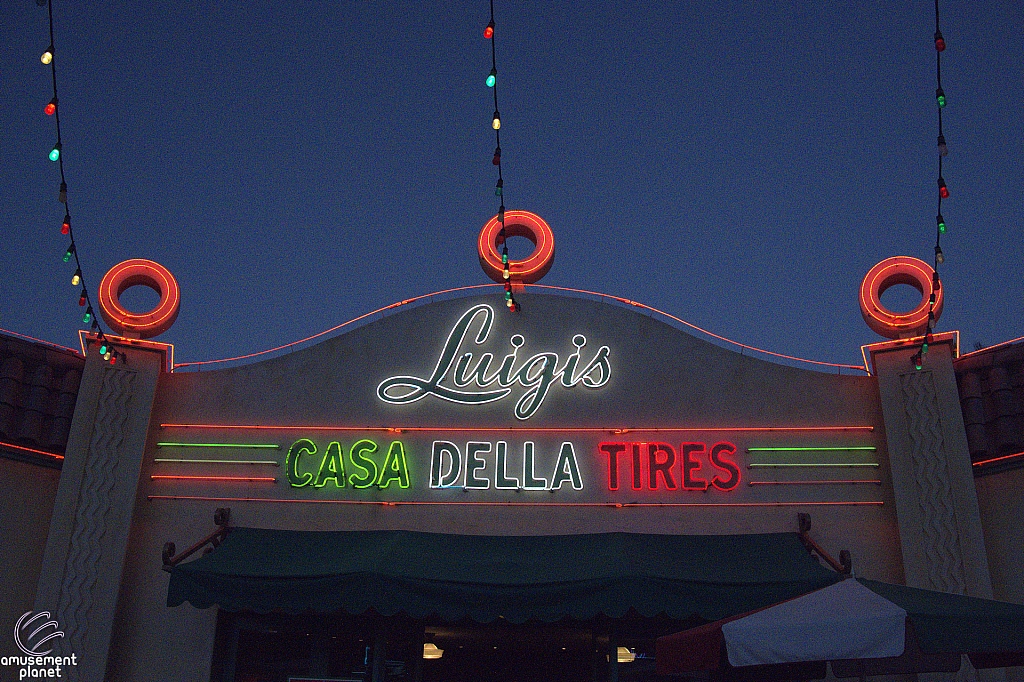 Luigis
CASA DELLA TIRES
amusement
planet